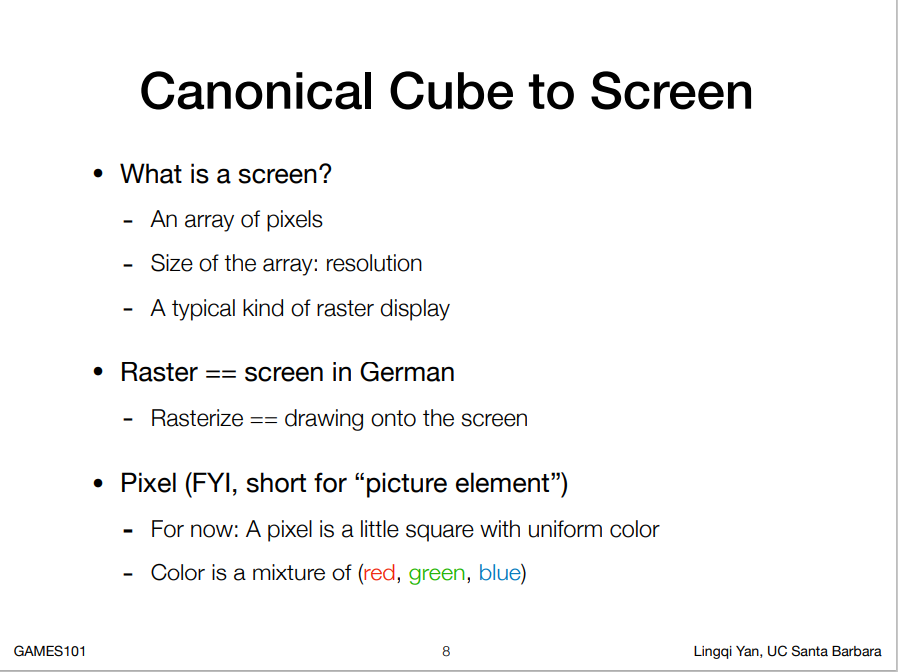 Canonical Cube to Screen
• What is a screen?
- An array of pixels
- Size of the array: resolution
- A typical kind of raster display
• Raster == screen in German
- Rasterize == drawing onto the screen
• Pixel (FYI, short for “picture element”)
- For now: A pixel is a little square with uniform color
- Color is a mixture of (red, green, blue)
GAMES101 8 Lingqi Yan, UC Santa Barbara